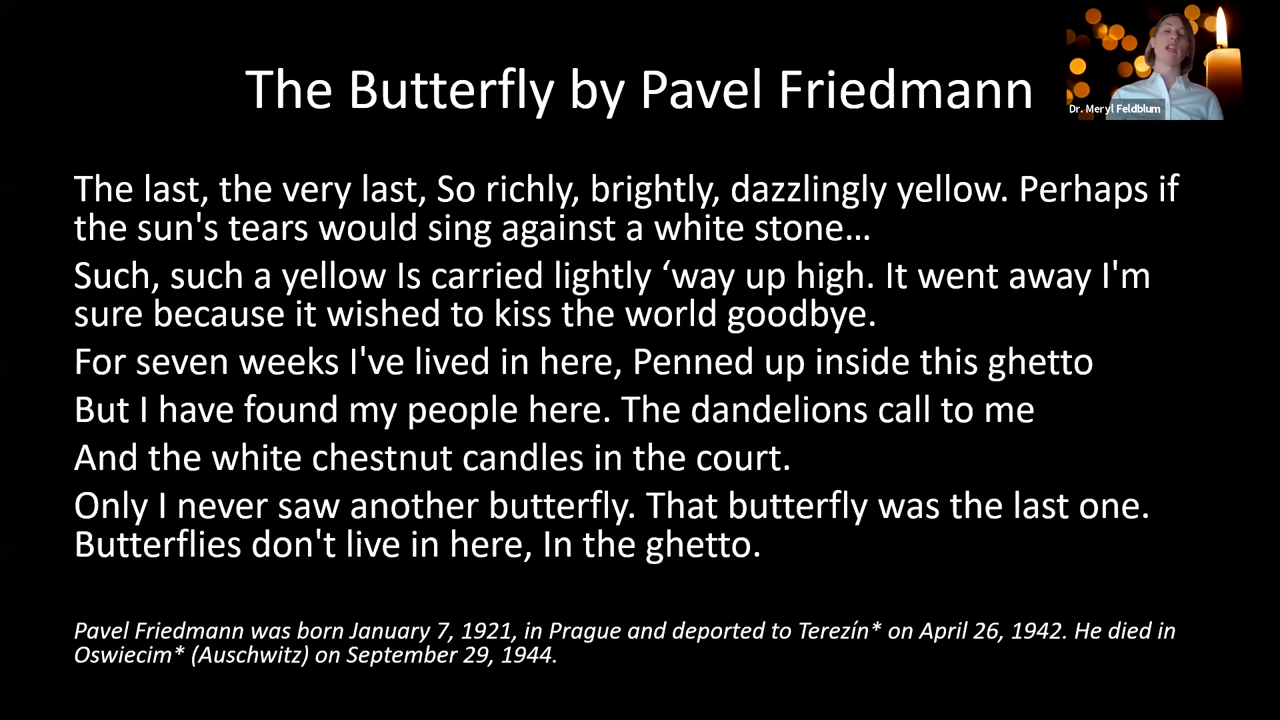 The Butterfly by Pavel Friedmann
Dr. Meryl Feldblum
The last, the very last, So richly, brightly, dazzlingly yellow. Perhaps if
the sun's tears would sing against a white stone…
Such, such a yellow Is carried lightly ‘way up high. It went away I'm
sure because it wished to kiss the world goodbye.
For seven weeks I've lived in here, Penned up inside this ghetto
But I have found my people here. The dandelions call to me
And the white chestnut candles in the court.
Only I never saw another butterfly. That butterfly was the last one.
Butterflies don't live in here, In the ghetto.
Pavel Friedmann was born January 7, 1921, in Prague and deported to Terezín* on April 26, 1942. He died in
Oswiecim* (Auschwitz) on September 29, 1944.